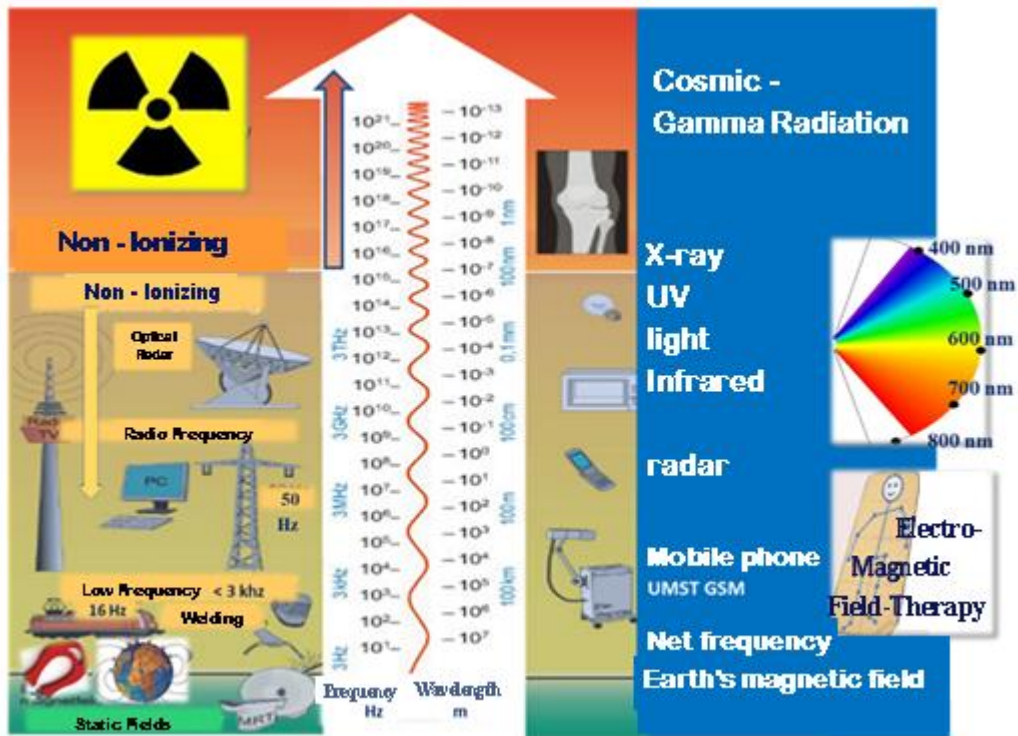 Non - Ionizing
Non - Ionizing
Optical
Radar
TV
Radio Frequency
PC
50
Hz
Low Frequency < 3 khz
16 Hz
Welding
MRT
Static Fields
10²¹
10²⁰
10¹⁹
10¹⁸
10¹⁷
10¹⁶
10¹⁵
10¹⁴
10¹³
10¹²
10¹¹
10¹⁰
10⁹
10⁸
10⁷
10⁶
10⁵
10⁴
10³
10²
10¹
3THz
3GHz
3MHz
3kHz
3Hz
Frequency
Hz
10⁻¹³
10⁻¹²
10⁻¹¹
10⁻¹⁰
10⁻⁹
10⁻⁸
10⁻⁷
10⁻⁶
10⁻⁵
10⁻⁴
10⁻³
10⁻²
10⁻¹
10⁰
10¹
10²
10³
10⁴
10⁵
10⁶
10⁷
1nm
100nm
0,1mm
100cm
100m
100km
Wavelength
m
Cosmic -
Gamma Radiation
X-ray
UV
light
Infrared
radar
Mobile phone
UMST GSM
Net frequency
Earth's magnetic field
400 nm
500 nm
600 nm
700 nm
800 nm
Electro-
Magnetic
Field-Therapy